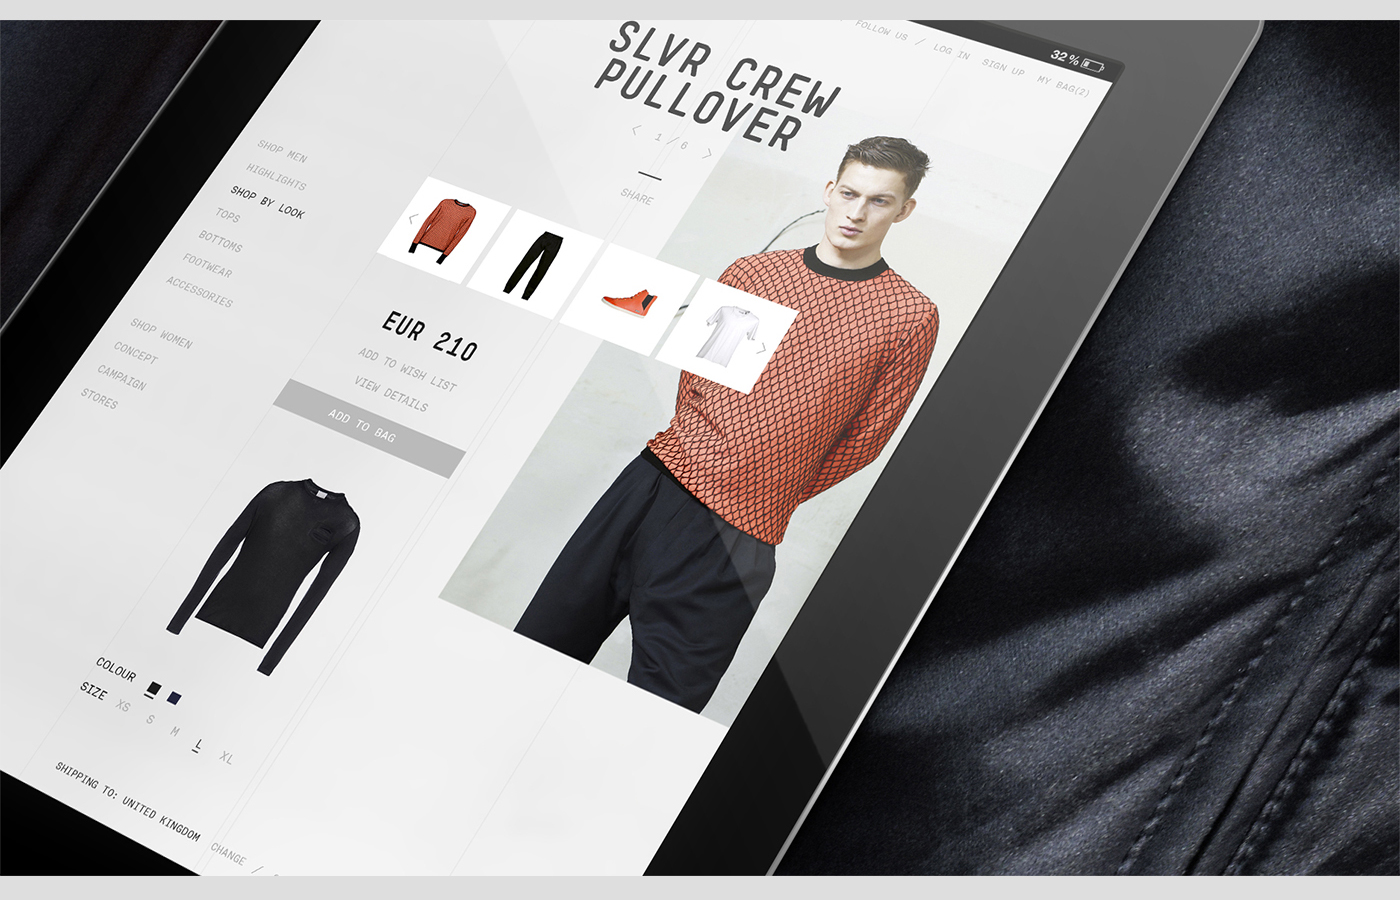 FOLLOW US / LOG IN SIGN UP MY BAG(2)
32%
SLVR CREW
PULLOVER
< 1 / 6 >
SHARE
SHOP MEN
HIGHLIGHTS
SHOP BY LOOK
TOPS
BOTTOMS
FOOTWEAR
ACCESSORIES
SHOP WOMEN
CONCEPT
CAMPAIGN
STORES
EUR 210
ADD TO WISH LIST
VIEW DETAILS
ADD TO BAG
COLOUR
SIZE XS S M L XL
SHIPPING TO: UNITED KINGDOM
CHANGE /